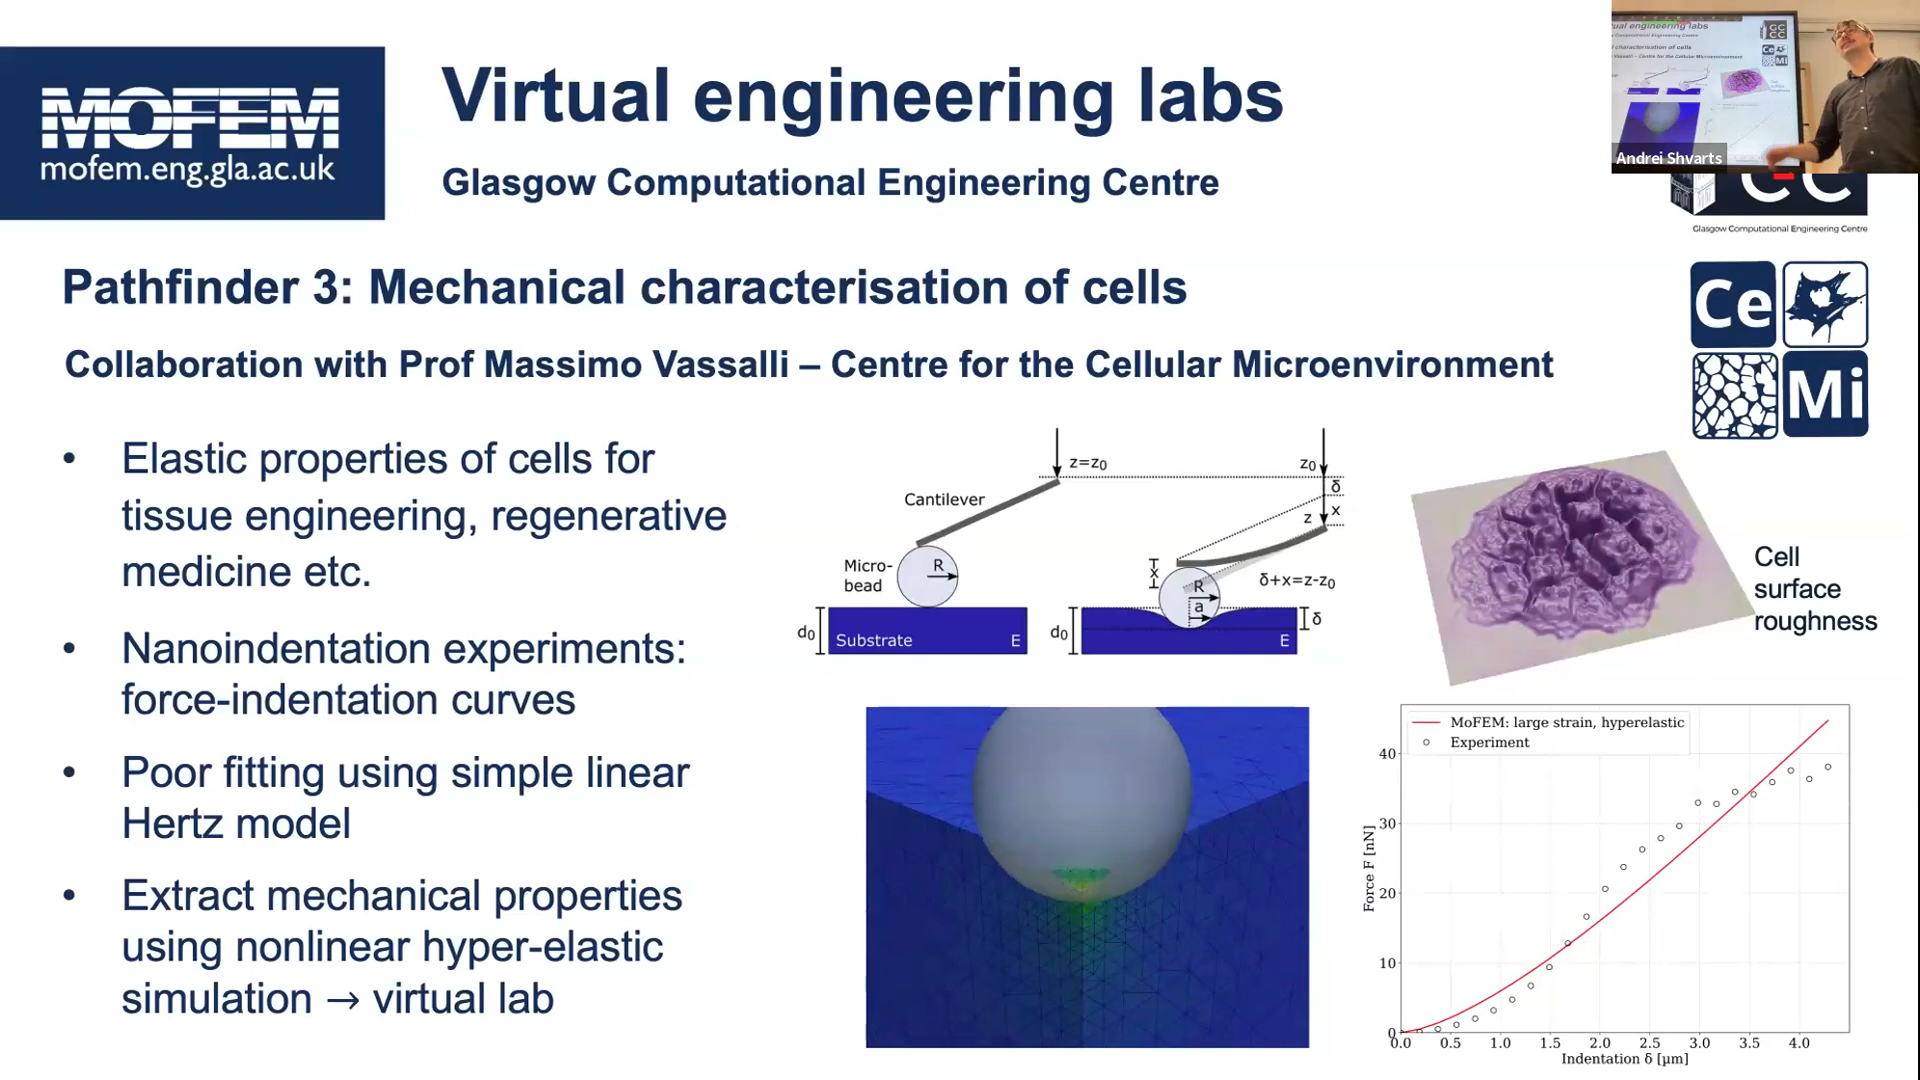 MOFEM
mofem.eng.gla.ac.uk
Virtual engineering labs
Glasgow Computational Engineering Centre
Andrei Shvarts
Glasgow Computational Engineering Centre
Pathfinder 3: Mechanical characterisation of cells
Collaboration with Prof Massimo Vassalli – Centre for the Cellular Microenvironment
Ce
Mi
• Elastic properties of cells for
tissue engineering, regenerative
medicine etc.
• Nanoindentation experiments:
force-indentation curves
• Poor fitting using simple linear
Hertz model
• Extract mechanical properties
using nonlinear hyper-elastic
simulation → virtual lab
z=z₀
Cantilever
Micro-
bead
R
d₀
Substrate
E
z₀
δ
x
z
x
δ+x=z-z₀
R
a
d₀
δ
E
Cell
surface
roughness
MoFEM: large strain, hyperelastic
Experiment
Force F [nN]
40
30
20
10
0
0.0 0.5 1.0 1.5 2.0 2.5 3.0 3.5 4.0
Indentation δ [µm]